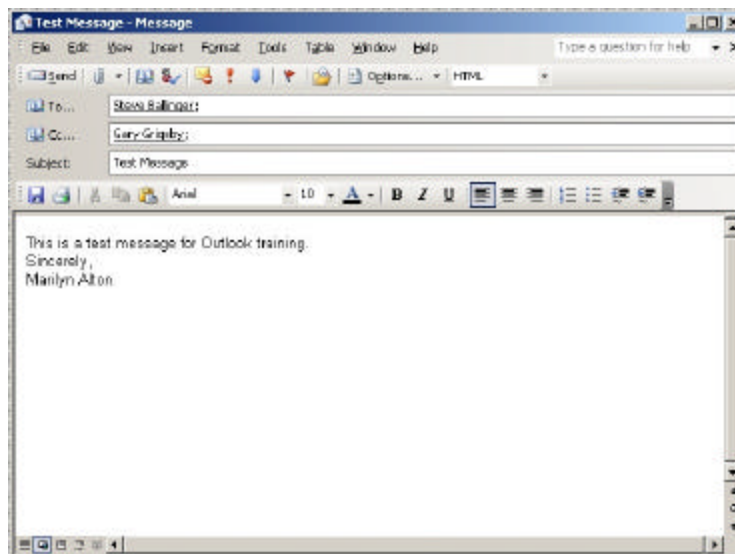 Test Message - Message
File Edit View Insert Format Tools Table Window Help Type a question for help
Send Options... HTML
To... Steve Ballinger;
Cc... Gary Grigsby;
Subject: Test Message
Arial 10 A B I U
This is a test message for Outlook training.
Sincerely,
Marilyn Alton